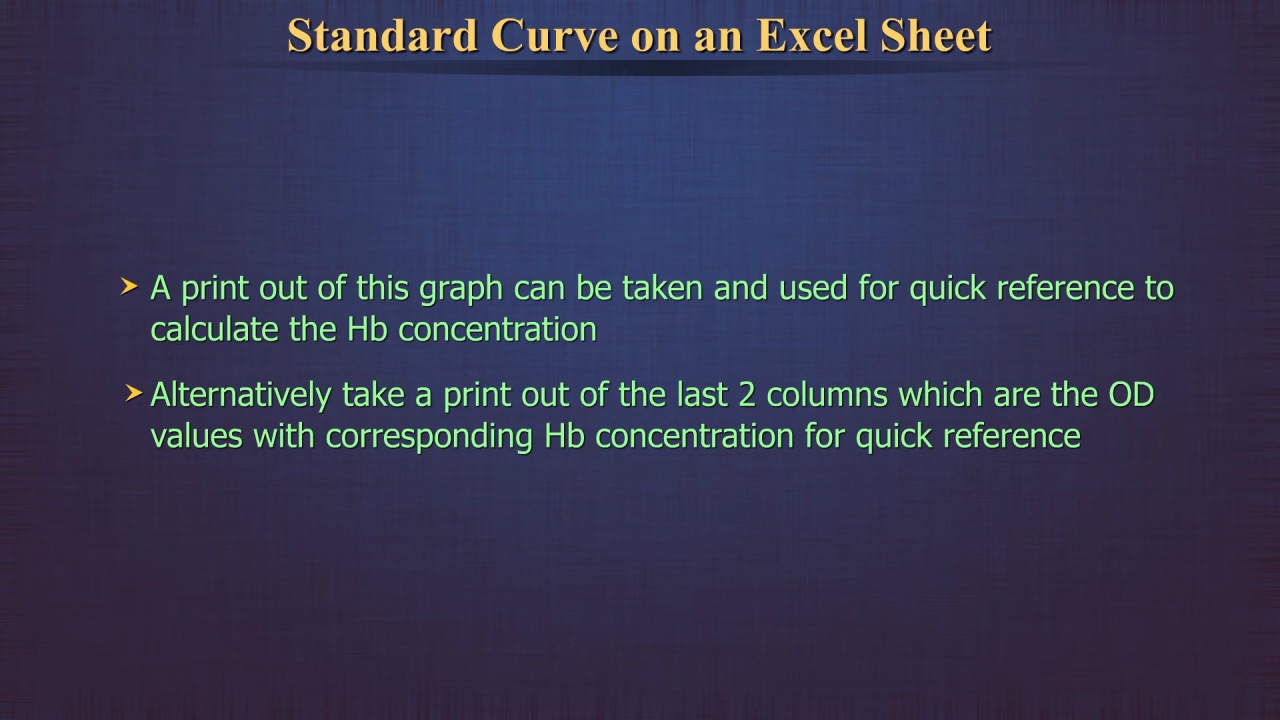 Standard Curve on an Excel Sheet
➤ A print out of this graph can be taken and used for quick reference to
calculate the Hb concentration
➤ Alternatively take a print out of the last 2 columns which are the OD
values with corresponding Hb concentration for quick reference